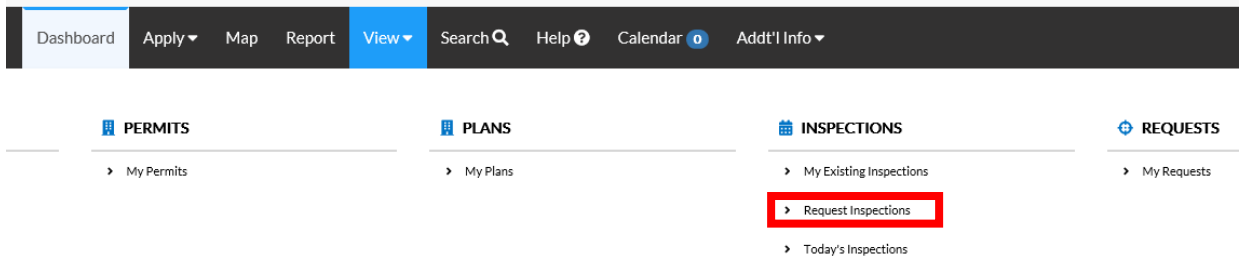 Dashboard Apply Map Report View Search Help Calendar 0 Addt'l Info
PERMITS PLANS INSPECTIONS REQUESTS
My Permits My Plans My Existing Inspections My Requests
Request Inspections
Today's Inspections